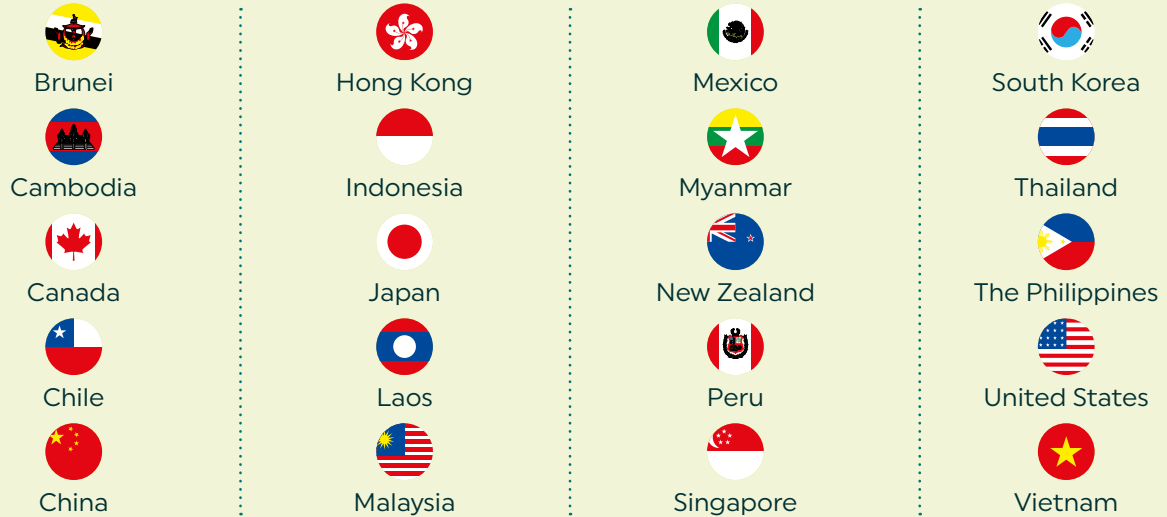 Brunei
Cambodia
Canada
Chile
China
Hong Kong
Indonesia
Japan
Laos
Malaysia
Mexico
Myanmar
New Zealand
Peru
Singapore
South Korea
Thailand
The Philippines
United States
Vietnam